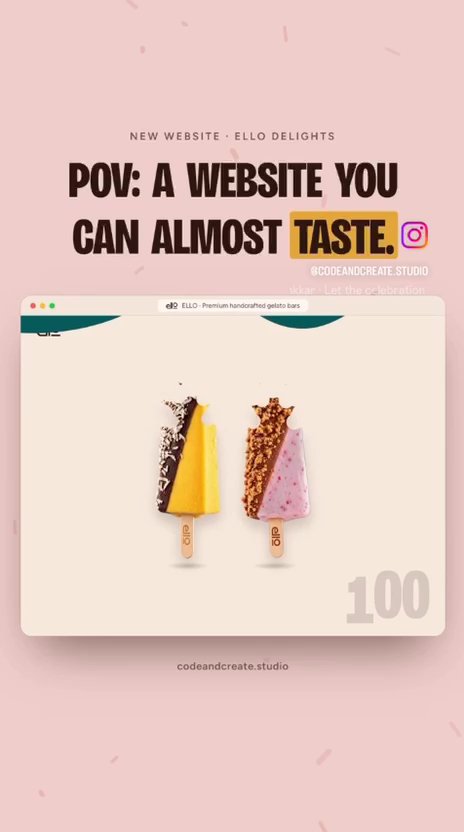 NEW WEBSITE · ELLO DELIGHTS
POV: A WEBSITE YOU
CAN ALMOST TASTE.
@CODEANDCREATE.STUDIO
· Let the celebration
ello ELLO - Premium handcrafted gelato bars
ello ello
100
codeandcreate.studio